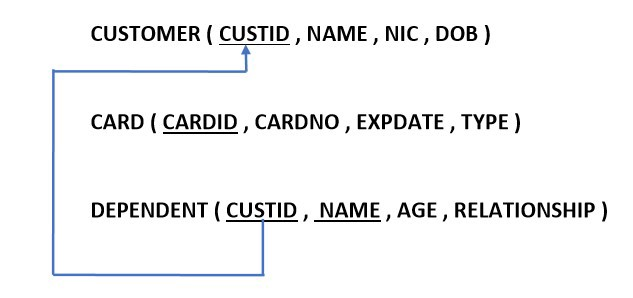 CUSTOMER ( CUSTID , NAME , NIC , DOB )
CARD ( CARDID , CARDNO , EXPDATE , TYPE )
DEPENDENT ( CUSTID , NAME , AGE , RELATIONSHIP )